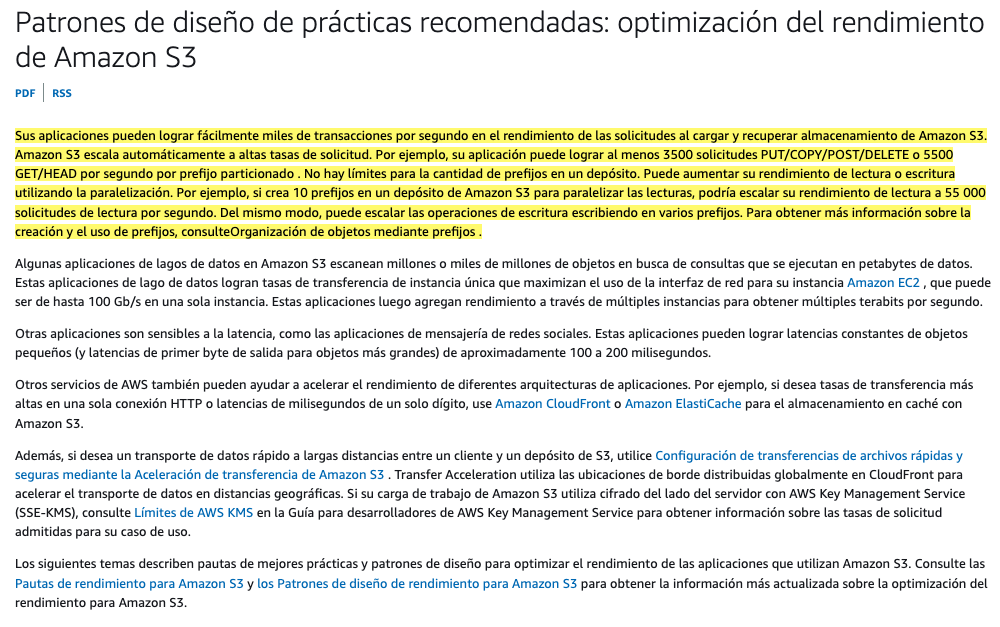 Patrones de diseño de prácticas recomendadas: optimización del rendimiento
de Amazon S3
PDF | RSS
Sus aplicaciones pueden lograr fácilmente miles de transacciones por segundo en el rendimiento de las solicitudes al cargar y recuperar almacenamiento de Amazon S3.
Amazon S3 escala automáticamente a altas tasas de solicitud. Por ejemplo, su aplicación puede lograr al menos 3500 solicitudes PUT/COPY/POST/DELETE o 5500
GET/HEAD por segundo por prefijo particionado . No hay límites para la cantidad de prefijos en un depósito. Puede aumentar su rendimiento de lectura o escritura
utilizando la paralelización. Por ejemplo, si crea 10 prefijos en un depósito de Amazon S3 para paralelizar las lecturas, podría escalar su rendimiento de lectura a 55 000
solicitudes de lectura por segundo. Del mismo modo, puede escalar las operaciones de escritura escribiendo en varios prefijos. Para obtener más información sobre la
creación y el uso de prefijos, consulteOrganización de objetos mediante prefijos .
Algunas aplicaciones de lagos de datos en Amazon S3 escanean millones o miles de millones de objetos en busca de consultas que se ejecutan en petabytes de datos.
Estas aplicaciones de lago de datos logran tasas de transferencia de instancia única que maximizan el uso de la interfaz de red para su instancia Amazon EC2 , que puede
ser de hasta 100 Gb/s en una sola instancia. Estas aplicaciones luego agregan rendimiento a través de múltiples instancias para obtener múltiples terabits por segundo.
Otras aplicaciones son sensibles a la latencia, como las aplicaciones de mensajería de redes sociales. Estas aplicaciones pueden lograr latencias constantes de objetos
pequeños (y latencias de primer byte de salida para objetos más grandes) de aproximadamente 100 a 200 milisegundos.
Otros servicios de AWS también pueden ayudar a acelerar el rendimiento de diferentes arquitecturas de aplicaciones. Por ejemplo, si desea tasas de transferencia más
altas en una sola conexión HTTP o latencias de milisegundos de un solo dígito, use Amazon CloudFront o Amazon ElastiCache para el almacenamiento en caché con
Amazon S3.
Además, si desea un transporte de datos rápido a largas distancias entre un cliente y un depósito de S3, utilice Configuración de transferencias de archivos rápidas y
seguras mediante la Aceleración de transferencia de Amazon S3 . Transfer Acceleration utiliza las ubicaciones de borde distribuidas globalmente en CloudFront para
acelerar el transporte de datos en distancias geográficas. Si su carga de trabajo de Amazon S3 utiliza cifrado del lado del servidor con AWS Key Management Service
(SSE-KMS), consulte Límites de AWS KMS en la Guía para desarrolladores de AWS Key Management Service para obtener información sobre las tasas de solicitud
admitidas para su caso de uso.
Los siguientes temas describen pautas de mejores prácticas y patrones de diseño para optimizar el rendimiento de las aplicaciones que utilizan Amazon S3. Consulte las
Pautas de rendimiento para Amazon S3 y los Patrones de diseño de rendimiento para Amazon S3 para obtener la información más actualizada sobre la optimización del
rendimiento para Amazon S3.